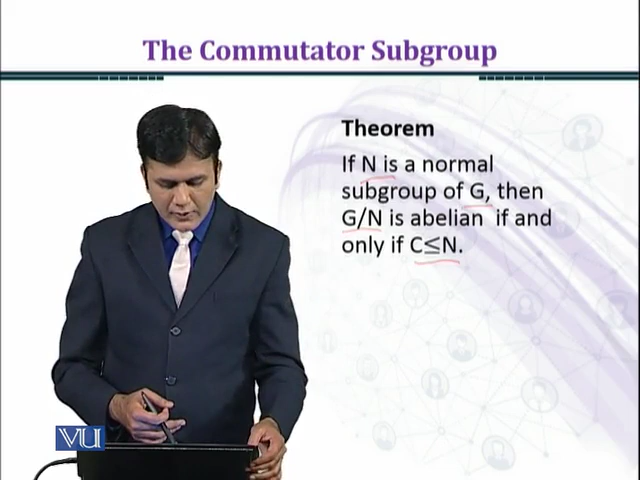 The Commutator Subgroup
Theorem
If N is a normal
subgroup of G, then
G/N is abelian if and
only if C≤N.
VU